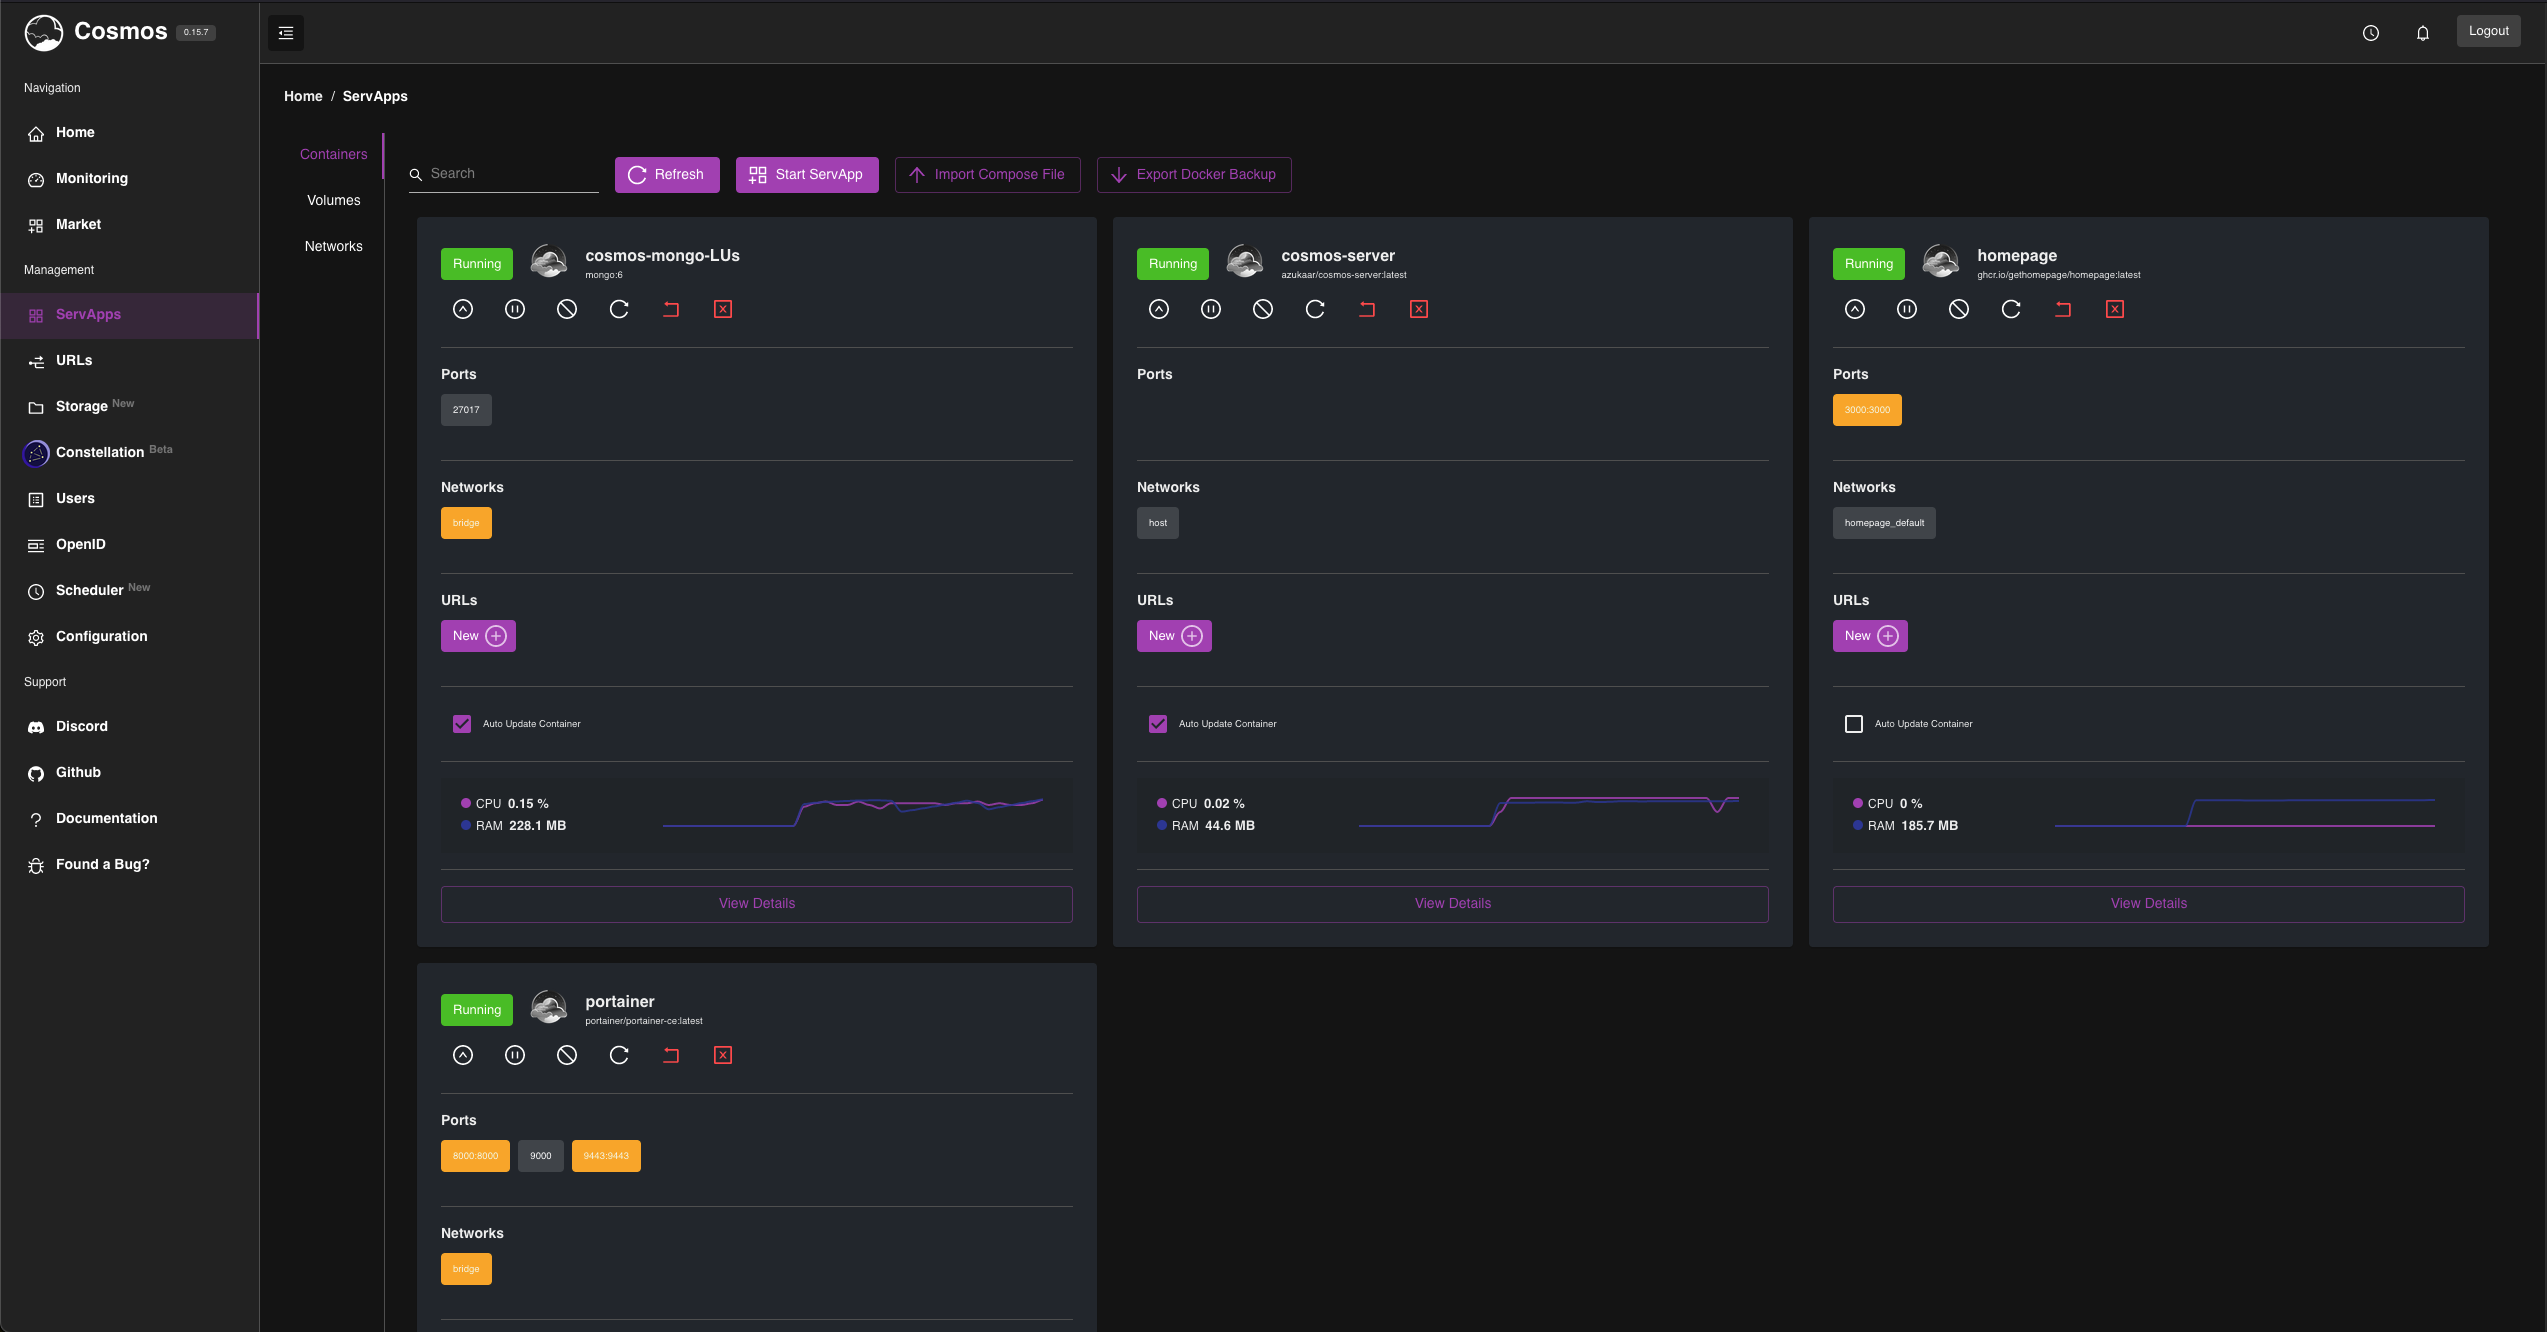 Cosmos 0.15.7
Logout
Navigation
Home
Monitoring
Market
Management
ServApps
URLs
Storage New
Constellation Beta
Users
OpenID
Scheduler New
Configuration
Support
Discord
Github
Documentation
Found a Bug?
Home / ServApps
Containers
Volumes
Networks
Search
Refresh
Start ServApp
Import Compose File
Export Docker Backup
Running
cosmos-mongo-LUs
mongo:6
Ports
27017
Networks
bridge
URLs
New
Auto Update Container
CPU 0.15 %
RAM 228.1 MB
View Details
Running
cosmos-server
azukaar/cosmos-server:latest
Ports
Networks
host
URLs
New
Auto Update Container
CPU 0.02 %
RAM 44.6 MB
View Details
Running
homepage
ghcr.io/gethomepage/homepage:latest
Ports
3000:3000
Networks
homepage_default
URLs
New
Auto Update Container
CPU 0 %
RAM 185.7 MB
View Details
Running
portainer
portainer/portainer-ce:latest
Ports
8000:8000 9000 9443:9443
Networks
bridge